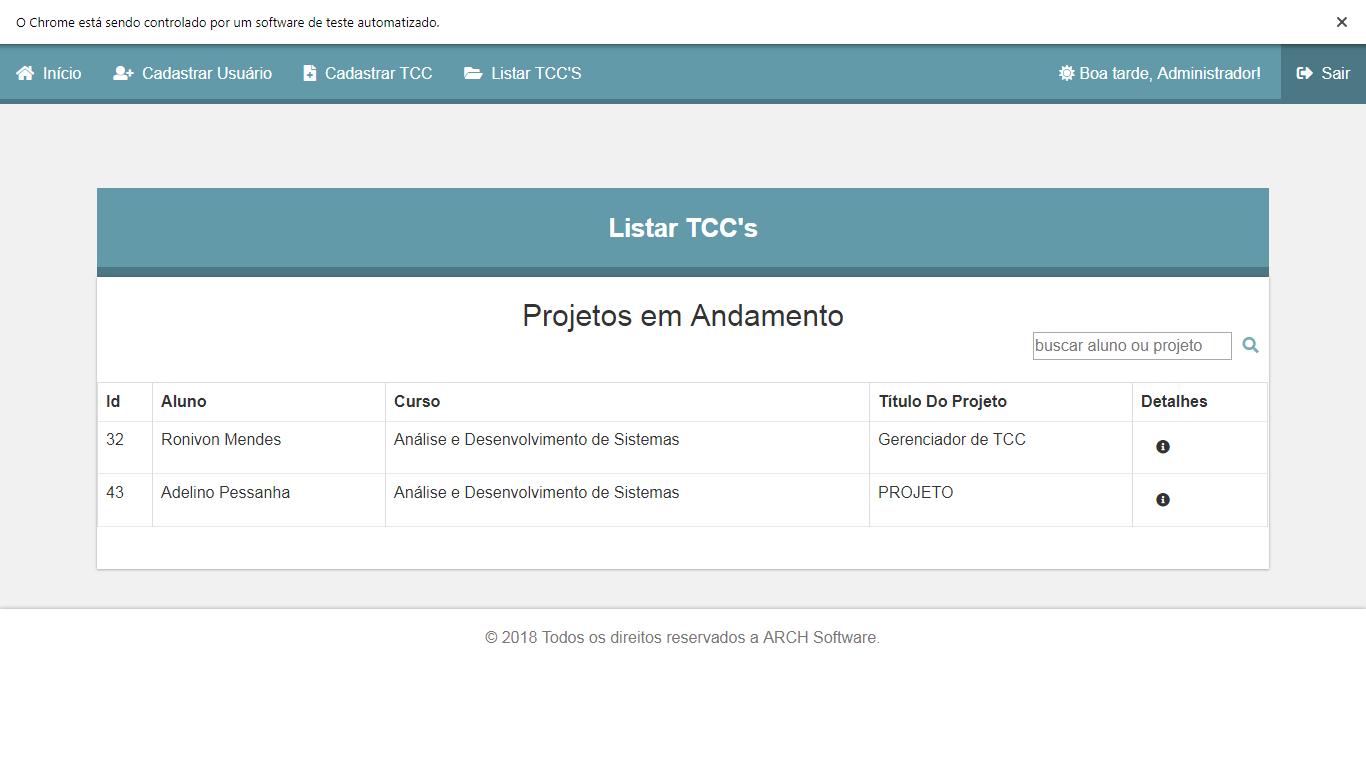 O Chrome está sendo controlado por um software de teste automatizado.
Início Cadastrar Usuário Cadastrar TCC Listar TCC'S Boa tarde, Administrador! Sair
Listar TCC's
Projetos em Andamento
buscar aluno ou projeto
Id Aluno Curso Título Do Projeto Detalhes
32 Ronivon Mendes Análise e Desenvolvimento de Sistemas Gerenciador de TCC
43 Adelino Pessanha Análise e Desenvolvimento de Sistemas PROJETO
© 2018 Todos os direitos reservados a ARCH Software.